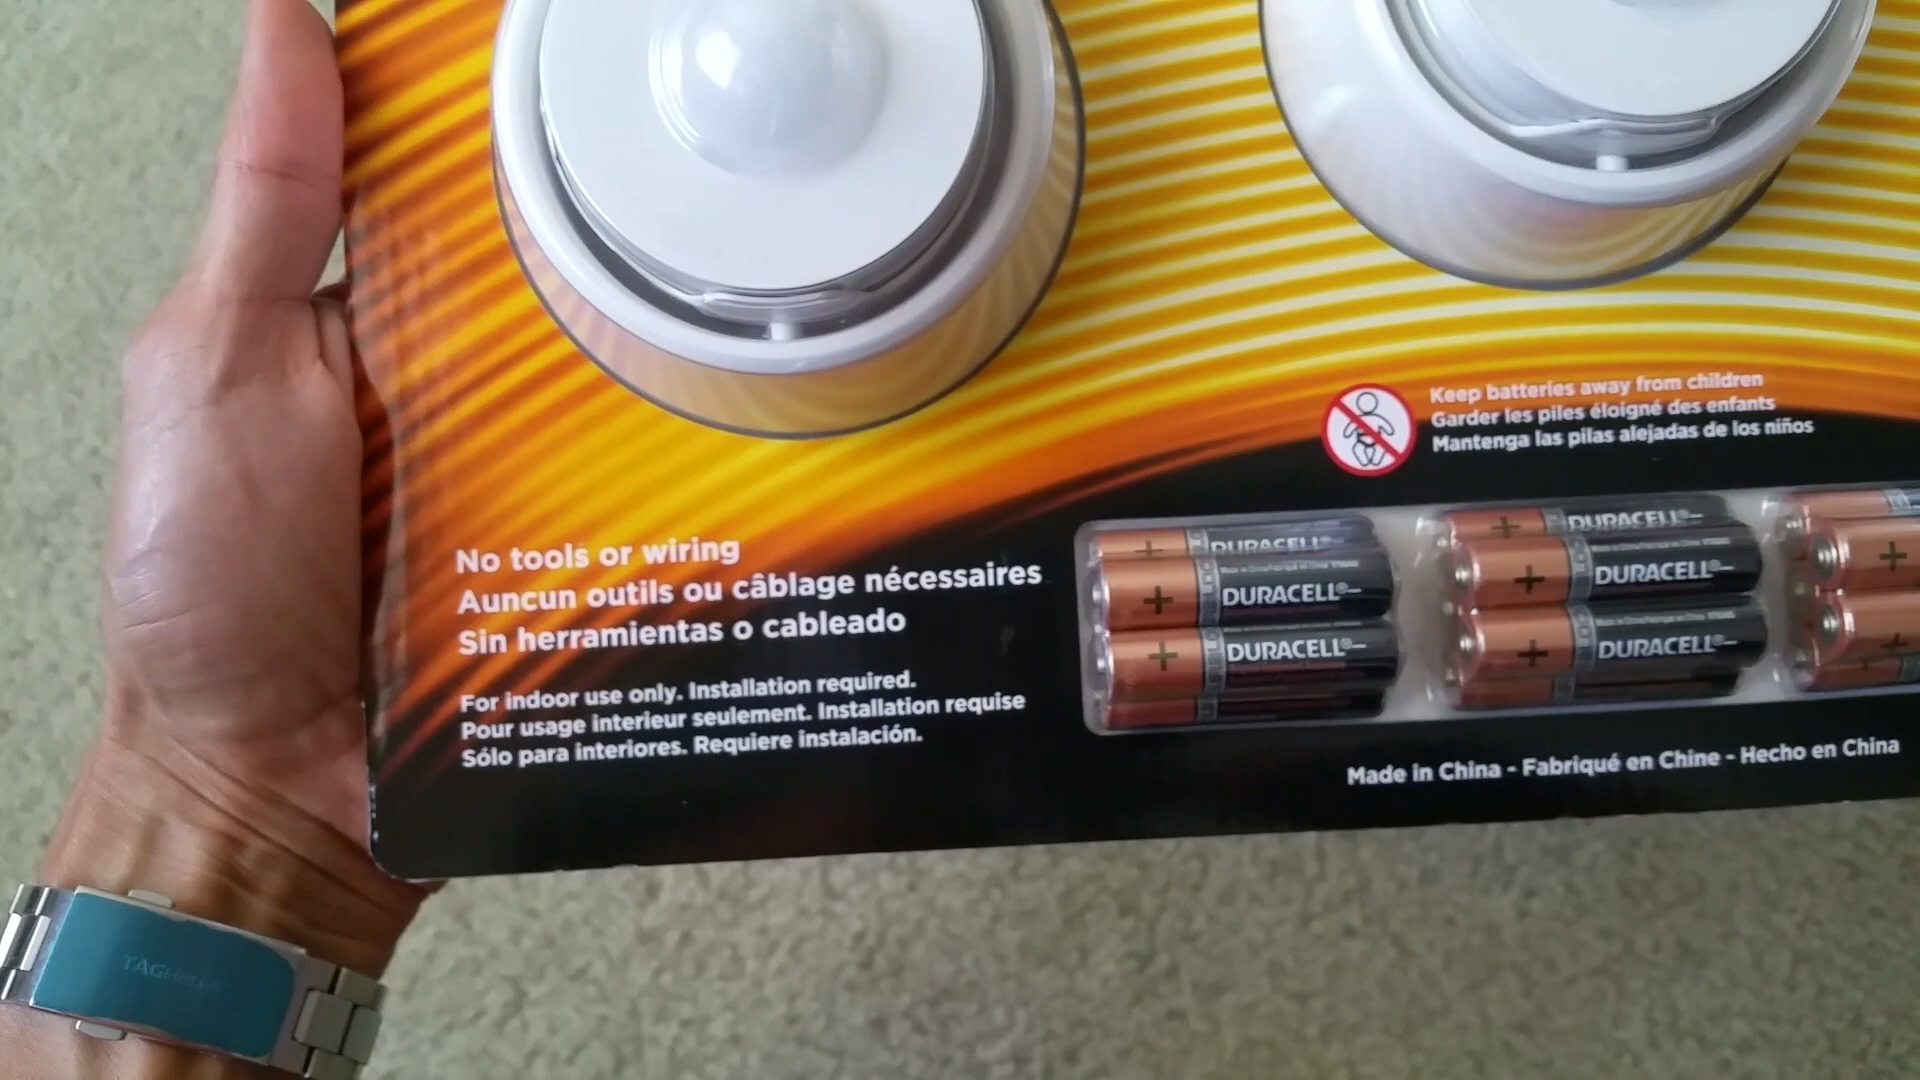 Keep batteries away from children
Garder les piles éloigné des enfants
Mantenga las pilas alejadas de los niños
No tools or wiring
Auncun outils ou câblage nécessaires
Sin herramientas o cableado
For indoor use only. Installation required.
Pour usage interieur seulement. Installation requise
Sólo para interiores. Requiere instalación.
+ DURACELL®
+ DURACELL®
+ DURACELL®
+ DURACELL®
+ DURACELL®
+ DURACELL®
+
+
Made in China - Fabriqué en Chine - Hecho en China
TAG